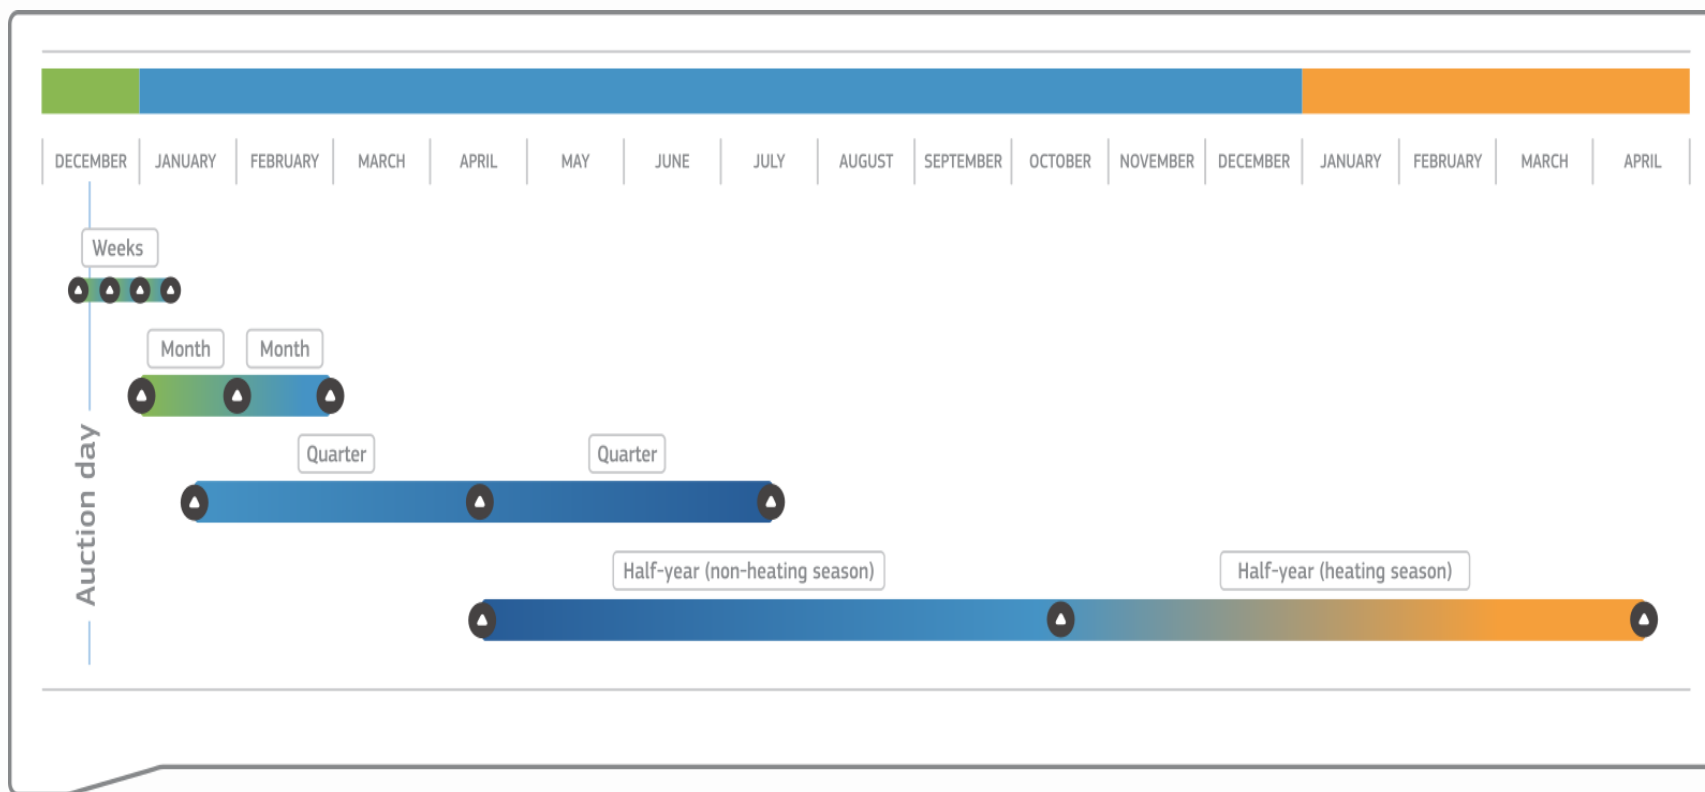 DECEMBER JANUARY FEBRUARY MARCH APRIL MAY JUNE JULY AUGUST SEPTEMBER OCTOBER NOVEMBER DECEMBER JANUARY FEBRUARY MARCH APRIL
Weeks
Month Month
Auction day
Quarter Quarter
Half-year (non-heating season) Half-year (heating season)